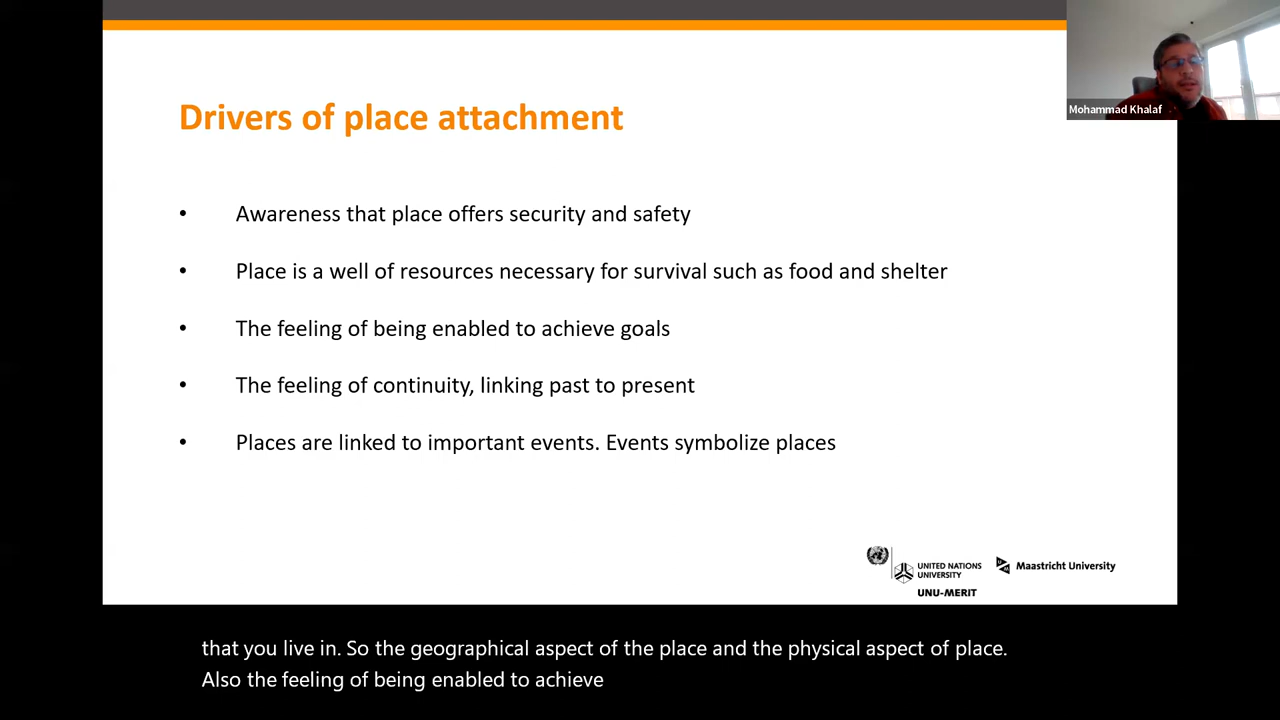 Mohammad Khalaf
Drivers of place attachment
• Awareness that place offers security and safety
• Place is a well of resources necessary for survival such as food and shelter
• The feeling of being enabled to achieve goals
• The feeling of continuity, linking past to present
• Places are linked to important events. Events symbolize places
UNITED NATIONS
UNIVERSITY
UNU-MERIT
Maastricht University
that you live in. So the geographical aspect of the place and the physical aspect of place.
Also the feeling of being enabled to achieve